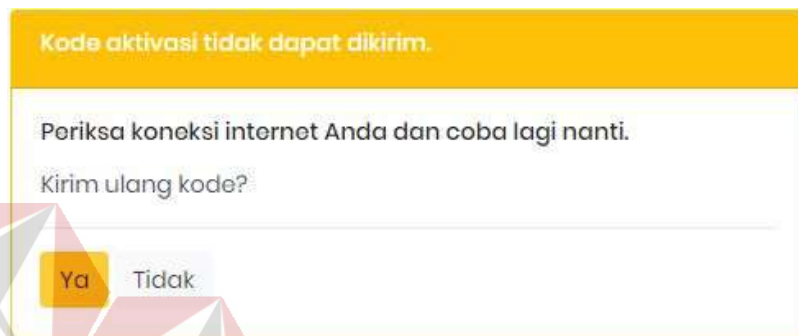 Kode aktivasi tidak dapat dikirim.
Periksa koneksi internet Anda dan coba lagi nanti.
Kirim ulang kode?
Ya Tidak